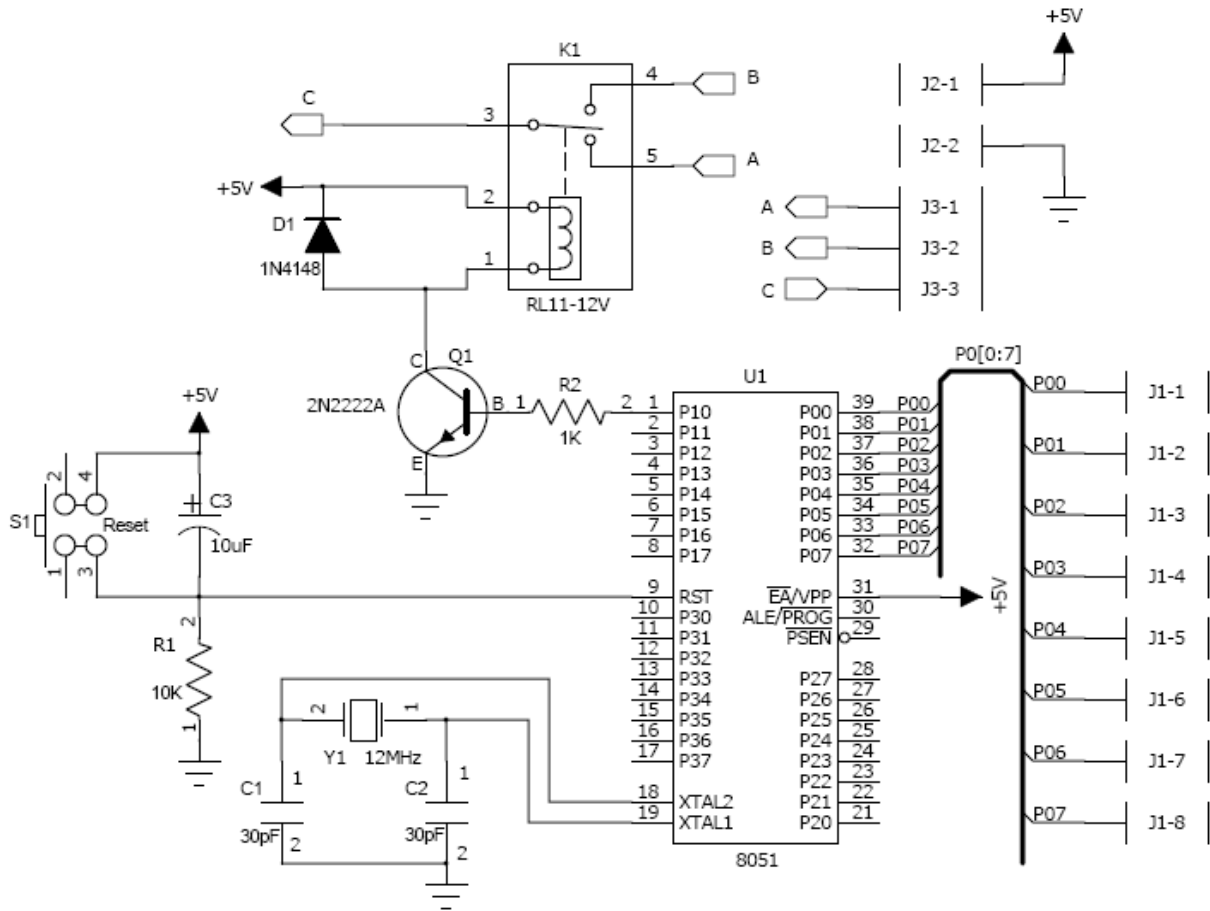 +5V
K1
4
B
J2-1
C
3
J2-2
5
A
+5V
2
A
J3-1
D1
B
J3-2
1N4148
1
C
J3-3
RL11-12V
P0[0:7]
C
Q1
U1
P00
J1-1
+5V
2N2222A
B
1
R2
2
1K
E
1
P10
P00
39
P00
2
P11
P01
38
P01
3
P12
P02
37
P02
4
P13
P03
36
P03
5
P14
P04
35
P04
6
P15
P05
34
P05
7
P16
P06
33
P06
8
P17
P07
32
P07
P01
J1-2
2
4
S1
Reset
+
C3
10uF
1
3
P02
J1-3
P03
J1-4
9
RST
EA/VPP
31
+5V
10
P30
ALE/PROG
30
11
P31
PSEN
29
12
P32
13
P33
P27
28
14
P34
P26
27
15
P35
P25
26
16
P36
P24
25
17
P37
P23
24
P22
23
18
XTAL2
P21
22
19
XTAL1
P20
21
8051
P04
J1-5
2
R1
10K
1
P05
J1-6
2
1
Y1
12MHz
P06
J1-7
1
C1
30pF
2
1
C2
30pF
2
P07
J1-8